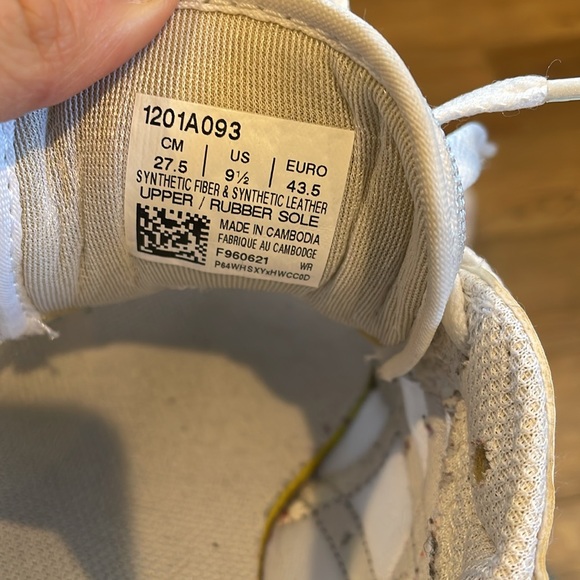 1201A093
CM | US | EURO
27.5 | 9½ | 43.5
SYNTHETIC FIBER & SYNTHETIC LEATHER
UPPER / RUBBER SOLE
MADE IN CAMBODIA
FABRIQUE AU CAMBODGE
F960621 WR
P64WHSXYxHWCC0D